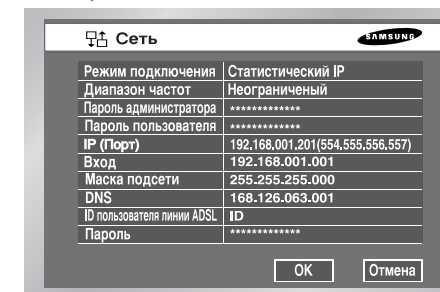 Сеть
SAMSUNG
Режим подключения Статистический IP
Диапазон частот Неограниченый
Пароль администратора *************
Пароль пользователя *************
IP (Порт) 192.168.001.201(554,555,556,557)
Вход 192.168.001.001
Маска подсети 255.255.255.000
DNS 168.126.063.001
ID пользователя линии ADSL ID
Пароль *************
OK Отмена